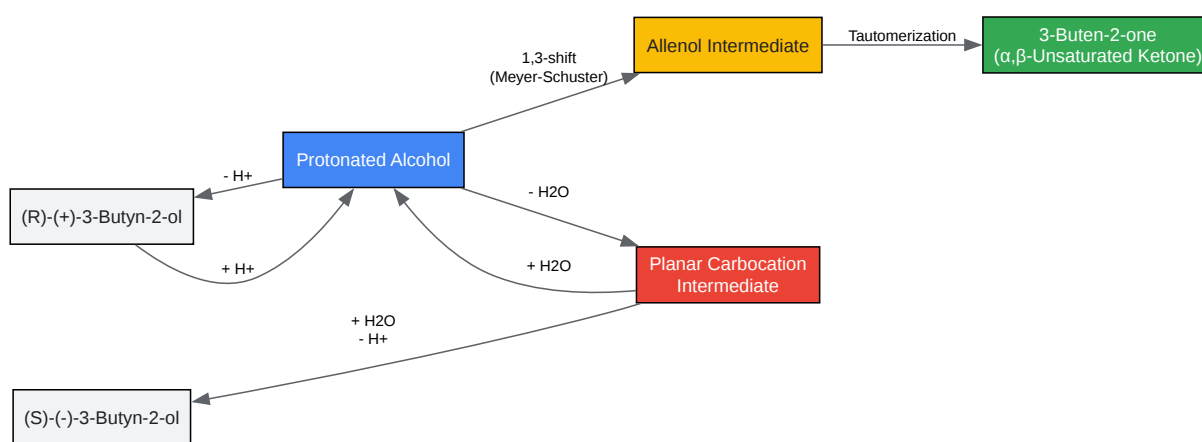 Allenol Intermediate
Tautomerization
3-Buten-2-one
(α,β-Unsaturated Ketone)
1,3-shift
(Meyer-Schuster)
Protonated Alcohol
- H+
- H2O
(R)-(+)-3-Butyn-2-ol
+ H+
+ H2O
Planar Carbocation
Intermediate
+ H2O
- H+
(S)-(-)-3-Butyn-2-ol